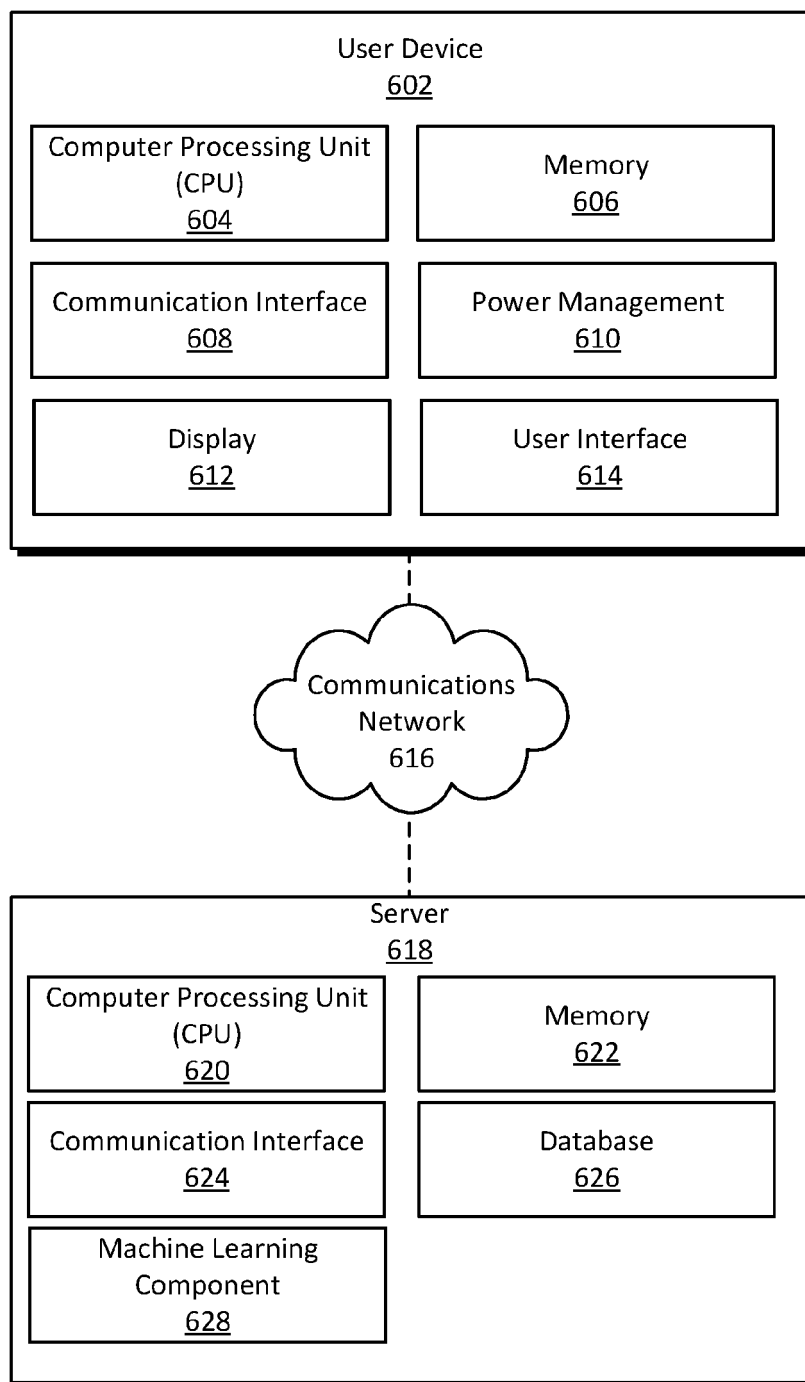 User Device
602
Computer Processing Unit
(CPU)
604
Memory
606
Communication Interface
608
Power Management
610
Display
612
User Interface
614
Communications
Network
616
Server
618
Computer Processing Unit
(CPU)
620
Memory
622
Communication Interface
624
Database
626
Machine Learning
Component
628